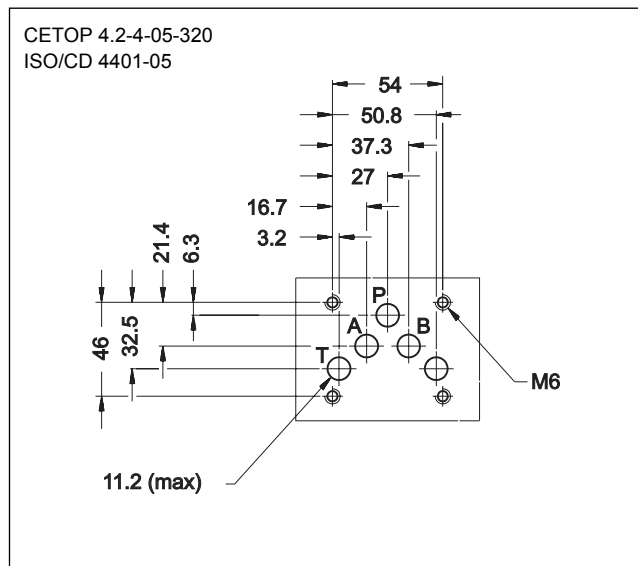 CETOP 4.2-4-05-320
ISO/CD 4401-05
54
50.8
37.3
27
16.7
3.2
21.4
6.3
46
32.5
P
A
B
T
M6
11.2 (max)